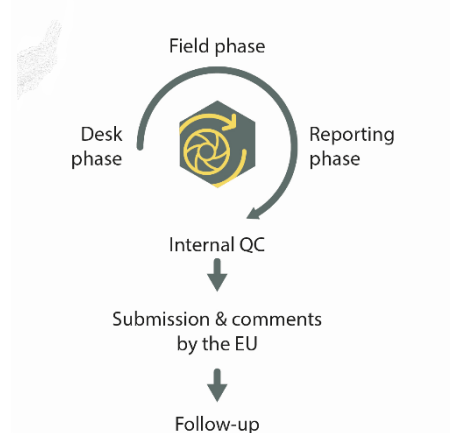 Field phase
Desk
phase
Reporting
phase
Internal QC
Submission & comments
by the EU
Follow-up